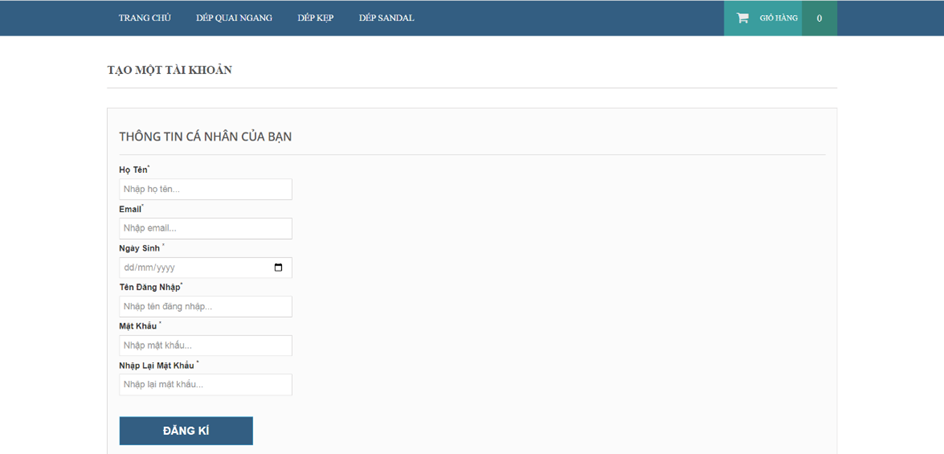 TRANG CHỦ DÉP QUAI NGANG DÉP KẸP DÉP SANDAL GIỎ HÀNG 0
TẠO MỘT TÀI KHOẢN
THÔNG TIN CÁ NHÂN CỦA BẠN
Họ Tên*
Nhập họ tên...
Email*
Nhập email...
Ngày Sinh *
dd/mm/yyyy
Tên Đăng Nhập*
Nhập tên đăng nhập...
Mật Khẩu *
Nhập mật khẩu...
Nhập Lại Mật Khẩu *
Nhập lại mật khẩu...
ĐĂNG KÍ